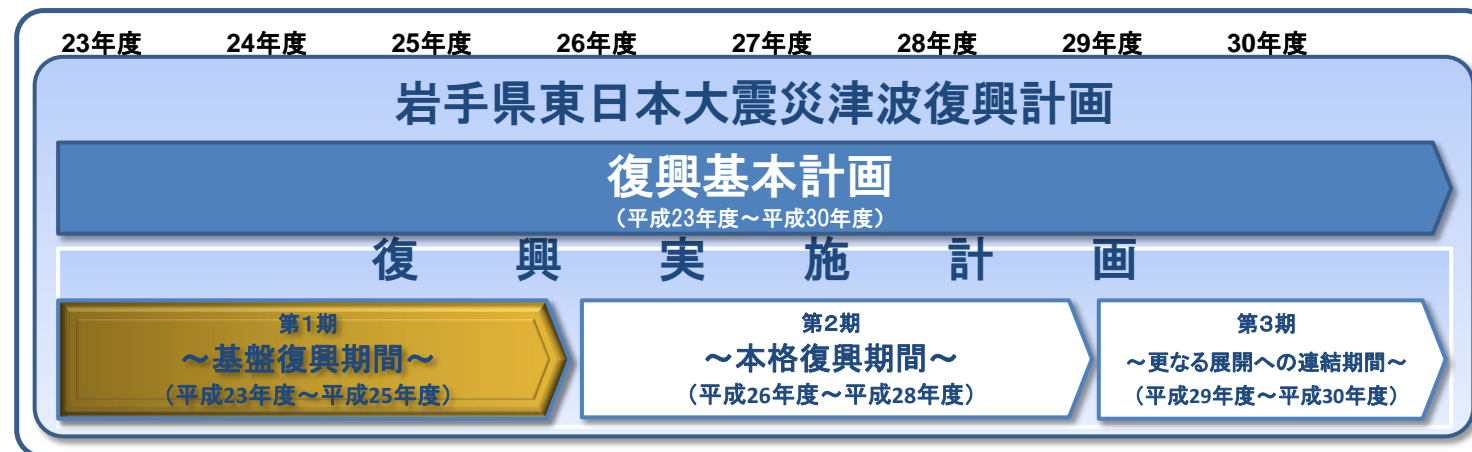 23年度 24年度 25年度 26年度 27年度 28年度 29年度 30年度
岩手県東日本大震災津波復興計画
復興基本計画
（平成23年度～平成30年度）
復興実施計画
第1期
～基盤復興期間～
（平成23年度～平成25年度）
第2期
～本格復興期間～
（平成26年度～平成28年度）
第3期
～更なる展開への連結期間～
（平成29年度～平成30年度）